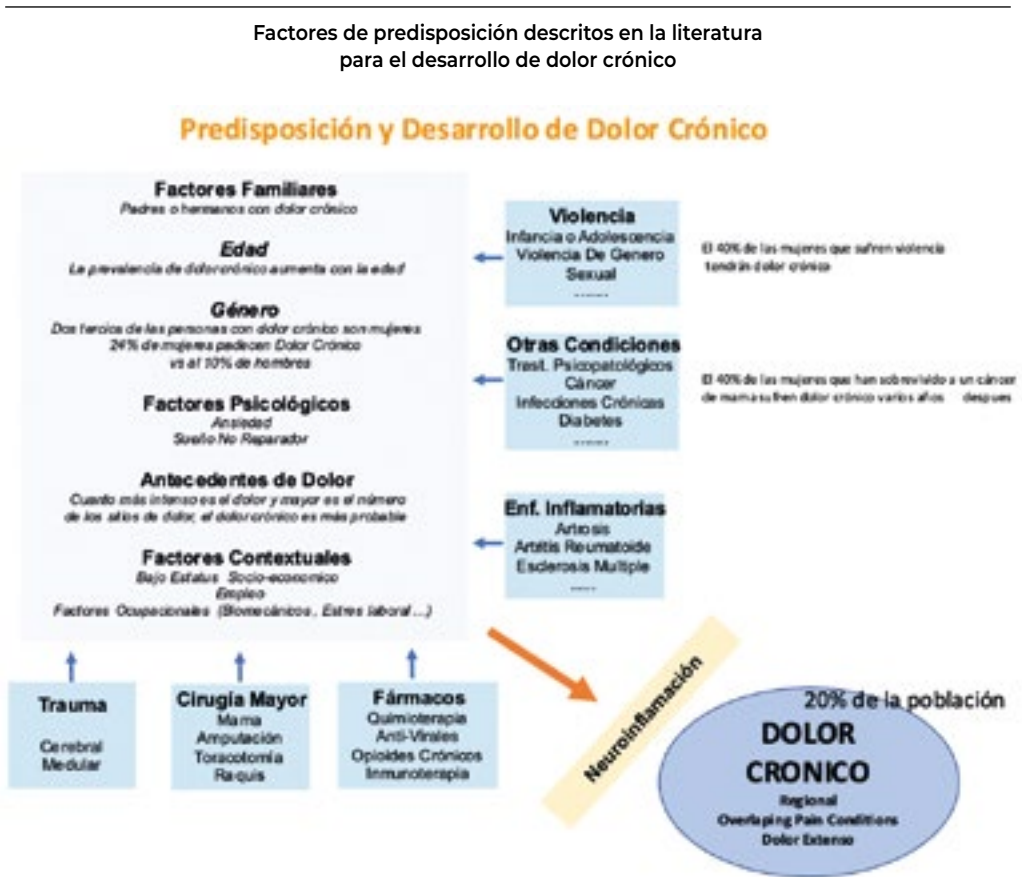 Factores de predisposición descritos en la literatura
para el desarrollo de dolor crónico
Predisposición y Desarrollo de Dolor Crónico
Factores Familiares
Padres o hermanos con dolor crónico
Edad
La prevalencia de dolor crónico aumenta con la edad
Género
Dos tercios de las personas con dolor crónico son mujeres
24% de mujeres padecen Dolor Crónico
vs al 10% de hombres
Factores Psicológicos
Ansiedad
Sueño No Reparador
Antecedentes de Dolor
Cuanto más intenso es el dolor y mayor es el número
de los sitios de dolor, el dolor crónico es más probable
Factores Contextuales
Bajo Estatus Socio-economico
Empleo
Factores Ocupacionales (Biomecánicos, Estres laboral ...)
Violencia
Infancia o Adolescencia
Violencia De Genero
Sexual
......
El 40% de las mujeres que sufren violencia
tendrán dolor crónico
Otras Condiciones
Trast. Psicopatológicos
Cáncer
Infecciones Crónicas
Diabetes
......
El 40% de las mujeres que han sobrevivido a un cáncer
de mama sufren dolor crónico varios años despues
Enf. Inflamatorias
Artrosis
Artritis Reumatoide
Esclerosis Multiple
.....
Trauma
Cerebral
Medular
Cirugía Mayor
Mama
Amputación
Toracotomía
Raquis
Fármacos
Quimioterapia
Anti-Virales
Opioides Crónicos
Inmunoterapia
Neuroinflamación
20% de la población
DOLOR
CRONICO
Regional
Overlaping Pain Conditions
Dolor Extenso